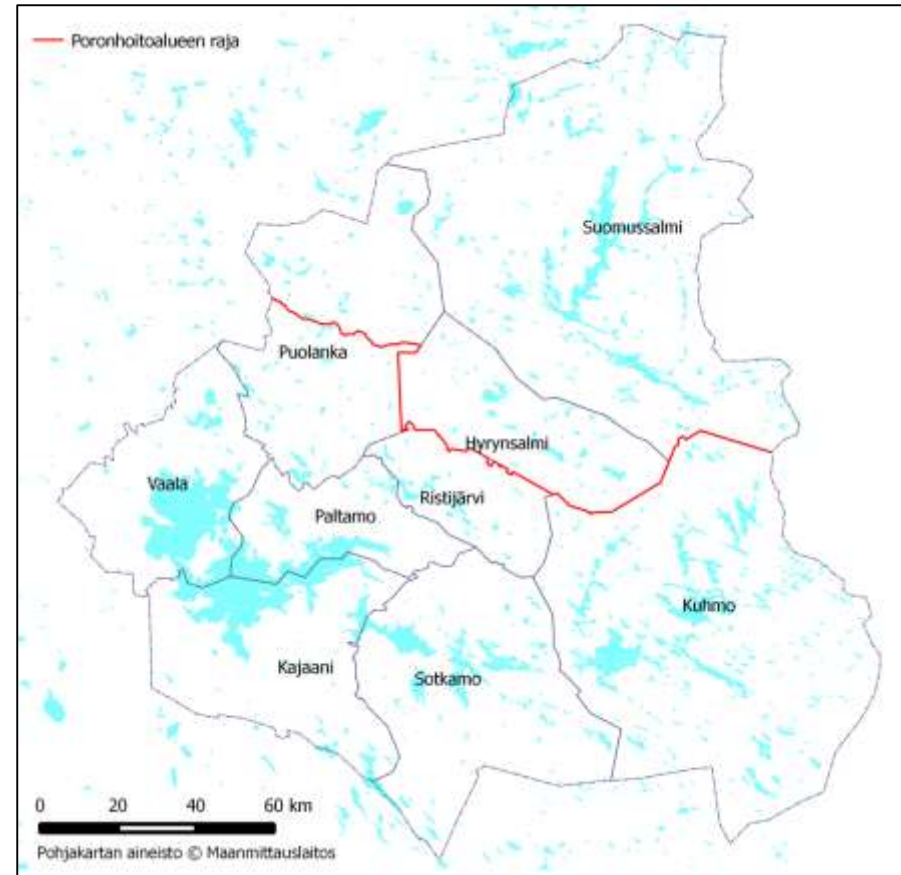 Poronhoitoalueen raja
Suomussalmi
Puolanka
Hyrynsalmi
Vaala
Ristijärvi
Paltamo
Kuhmo
Kajaani
Sotkamo
0 20 40 60 km
Pohjakartan aineisto © Maanmittauslaitos